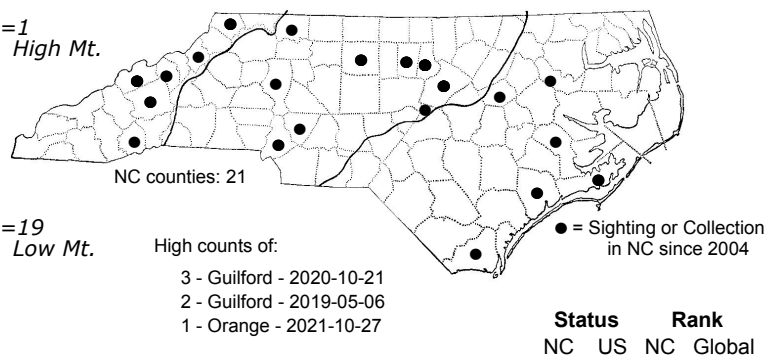 =1
High Mt.
NC counties: 21
=19
Low Mt.
High counts of:
3 - Guilford - 2020-10-21
2 - Guilford - 2019-05-06
1 - Orange - 2021-10-27
● = Sighting or Collection
in NC since 2004
Status Rank
NC US NC Global